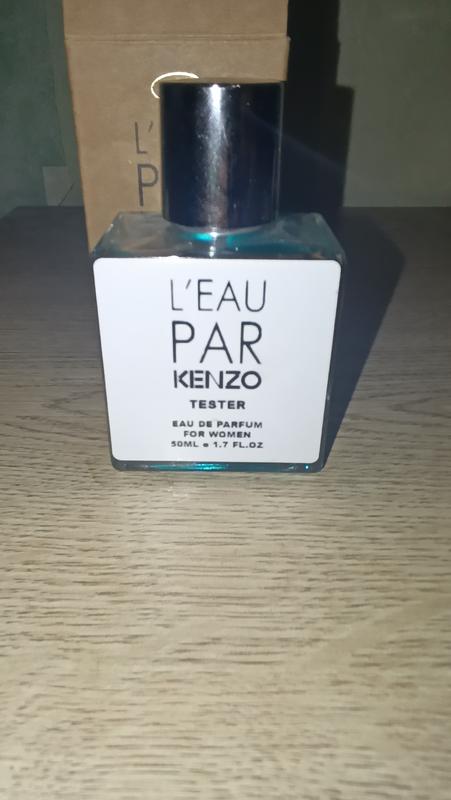 L'
P
L'EAU
PAR
KENZO
TESTER
EAU DE PARFUM
FOR WOMEN
50ML e 1.7 FL.OZ